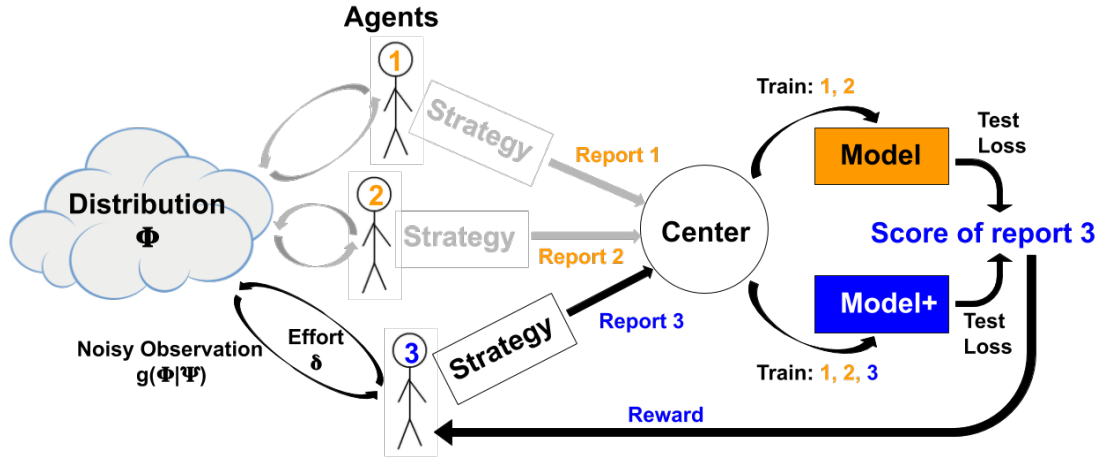 Agents
1
Strategy
Report 1
Train: 1, 2
Model
Test
Loss
Distribution
Φ
2
Strategy
Report 2
Center
Score of report 3
Noisy Observation
g(Φ|Ψ)
Effort
δ
3
Strategy
Report 3
Model+
Test
Loss
Train: 1, 2, 3
Reward